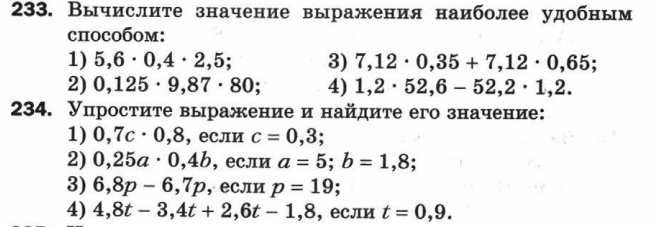 233. Вычислите значение выражения наиболее удобным
способом:
1) 5,6 · 0,4 · 2,5; 3) 7,12 · 0,35 + 7,12 · 0,65;
2) 0,125 · 9,87 · 80; 4) 1,2 · 52,6 – 52,2 · 1,2.
234. Упростите выражение и найдите его значение:
1) 0,7c · 0,8, если c = 0,3;
2) 0,25a · 0,4b, если a = 5; b = 1,8;
3) 6,8p – 6,7p, если p = 19;
4) 4,8t – 3,4t + 2,6t – 1,8, если t = 0,9.